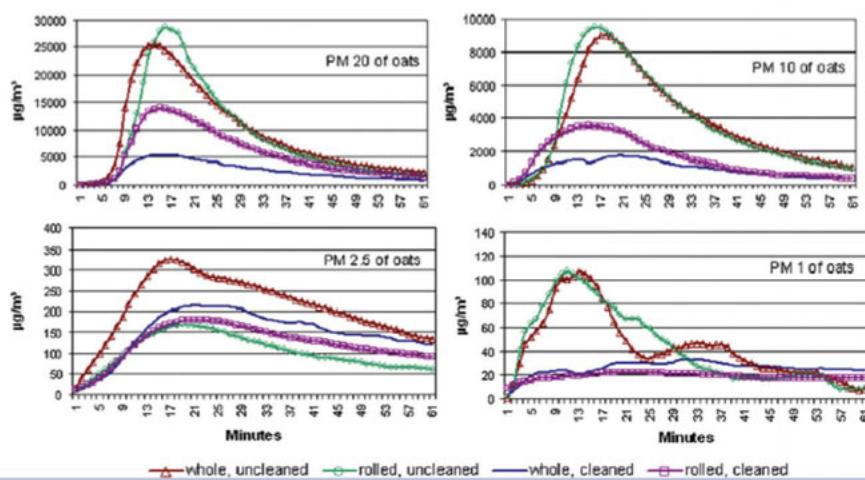 30000
25000
20000
15000
10000
5000
0
µg/m³
PM 20 of oats
1 5 9 13 17 21 25 29 33 37 41 45 49 53 57 61
10000
8000
6000
4000
2000
0
µg/m³
PM 10 of oats
1 5 9 13 17 21 25 29 33 37 41 45 49 53 57 61
400
350
300
250
200
150
100
50
0
µg/m³
PM 2.5 of oats
1 5 9 13 17 21 25 29 33 37 41 45 49 53 57 61
Minutes
140
120
100
80
60
40
20
0
µg/m³
PM 1 of oats
1 5 9 13 17 21 25 29 33 37 41 45 49 53 57 61
Minutes
whole, uncleaned rolled, uncleaned whole, cleaned rolled, cleaned